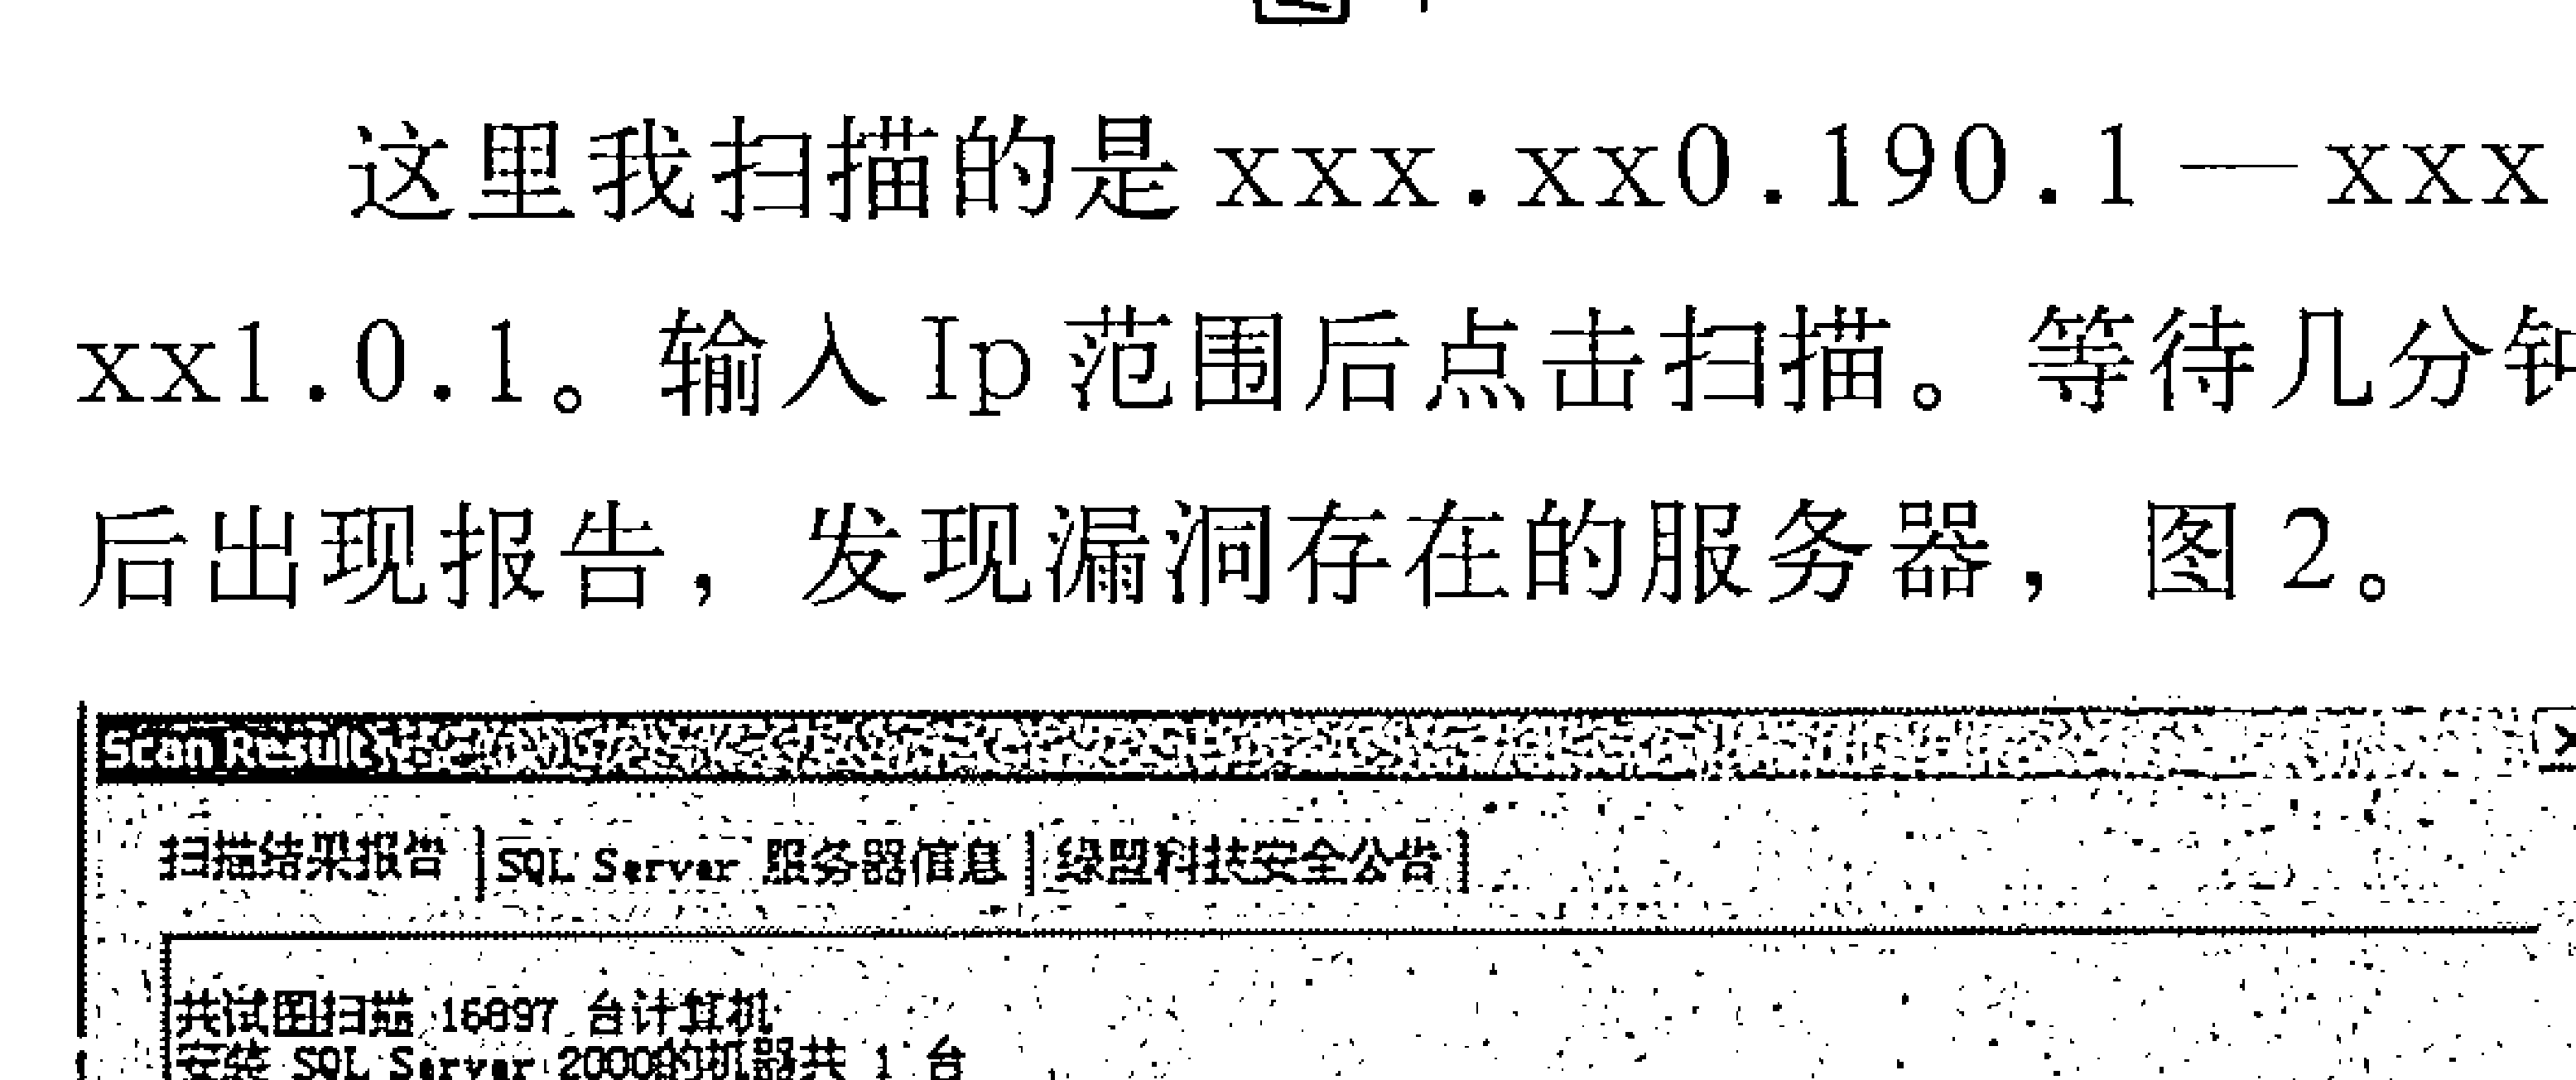 这里我扫描的是 xxx.xx0.190.1—xxx
xx1.0.1。输入 Ip 范围后点击扫描。等待几分钟
后出现报告，发现漏洞存在的服务器，图 2。
Scan Result
扫描结果报告 SQL Server 服务器信息 绿盟科技安全公告
共试图扫描 16897 台计算机
安装 SQL Server 2000的机器共 1 台